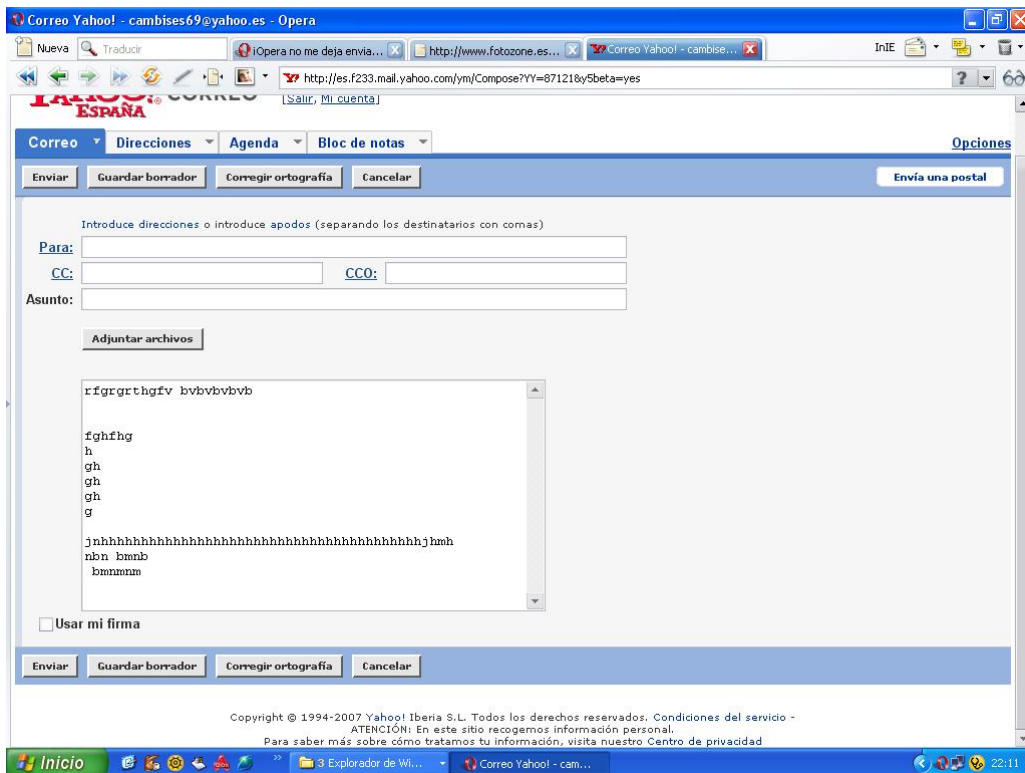 Correo Yahoo! - cambises69@yahoo.es - Opera
Nueva Traducir ¡Opera no me deja envia... http://www.fotozone.es... Correo Yahoo! - cambise... InIE
http://es.f233.mail.yahoo.com/ym/Compose?YY=87121&y5beta=yes
YAHOO! CORREO [Salir, Mi cuenta]
ESPAÑA
Correo Direcciones Agenda Bloc de notas Opciones
Enviar Guardar borrador Corregir ortografía Cancelar Envía una postal
Introduce direcciones o introduce apodos (separando los destinatarios con comas)
Para:
CC: CCO:
Asunto:
Adjuntar archivos
rfgrgrthgfv bvbvbvbvb
fghfhg
h
gh
gh
gh
g
jnhhhhhhhhhhhhhhhhhhhhhhhhhhhhhhhhhhhhhhhhhjhmh
nbn bmnb
bmnmnm
Usar mi firma
Enviar Guardar borrador Corregir ortografía Cancelar
Copyright © 1994-2007 Yahoo! Iberia S.L. Todos los derechos reservados. Condiciones del servicio -
ATENCIÓN: En este sitio recogemos información personal.
Para saber más sobre cómo tratamos tu información, visita nuestro Centro de privacidad
Inicio 3 Explorador de Wi... Correo Yahoo! - cam... 22:11